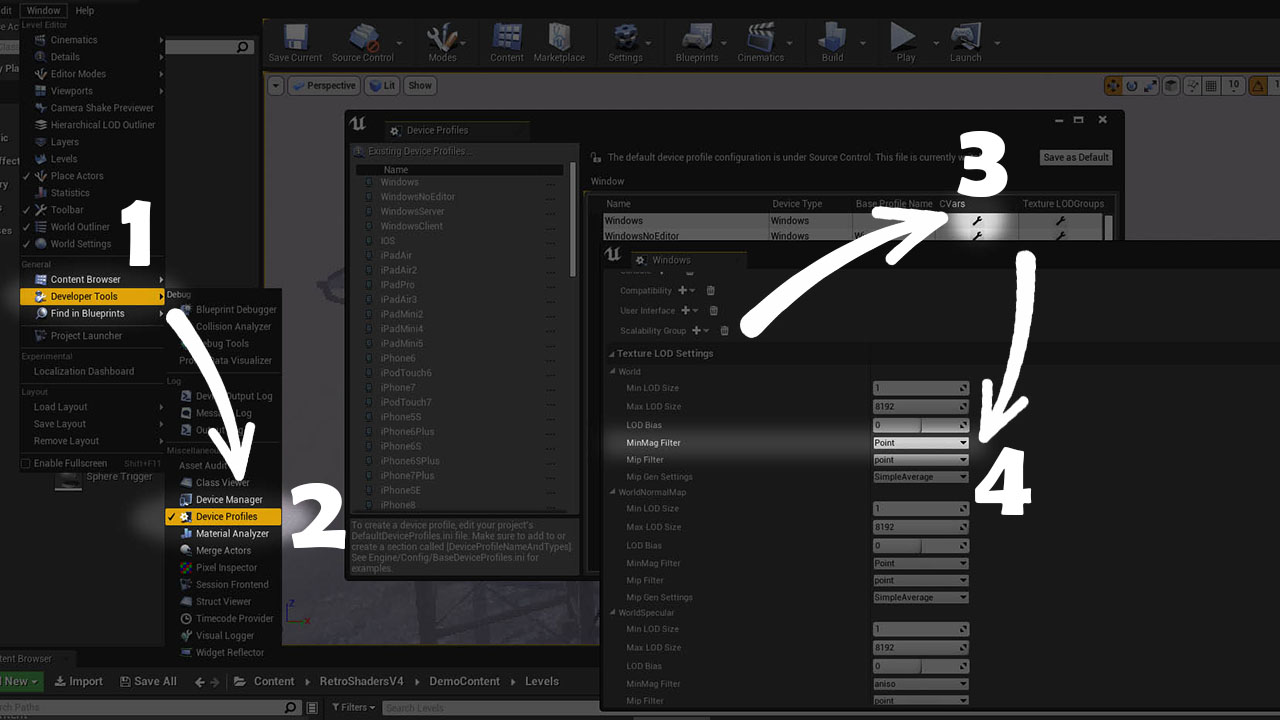 dit Window Help
Level Editor
Cinematics
Details
Editor Modes
Viewports
Camera Shake Previewer
Hierarchical LOD Outliner
Layers
Levels
Place Actors
Statistics
Toolbar
World Outliner
World Settings
General
Content Browser
Developer Tools
Find in Blueprints
Project Launcher
Experimental
Localization Dashboard
Layout
Load Layout
Save Layout
Remove Layout
Enable Fullscreen Shift+F11
Sphere Trigger
1
Debug
Blueprint Debugger
Collision Analyzer
Debug Tools
Data Visualizer
Log
Output Log
Log
Miscellaneous
Asset Audit
Class Viewer
Device Manager
Device Profiles
Material Analyzer
Merge Actors
Pixel Inspector
Session Frontend
Struct Viewer
Timecode Provider
Visual Logger
Widget Reflector
2
Save Current Source Control Modes Content Marketplace Settings Blueprints Cinematics Build Play Launch
Perspective Lit Show
10
Device Profiles
Existing Device Profiles...
Name
Windows ...
WindowsNoEditor ...
WindowsServer ...
WindowsClient ...
IOS ...
iPadAir ...
iPadAir2 ...
iPadPro ...
iPadAir3 ...
iPadMini2 ...
iPadMini4 ...
iPadMini5 ...
iPhone6 ...
iPodTouch6 ...
iPhone7 ...
iPodTouch7 ...
iPhone5S ...
iPhone6Plus ...
iPhone6S ...
iPhone6SPlus ...
iPhone7Plus ...
iPhoneSE ...
iPhone8 ...
To create a device profile, edit your project's
DefaultDeviceProfiles.ini file. Make sure to add to or
create a section called [DeviceProfileNameAndTypes].
See Engine/Config/BaseDeviceProfiles.ini for
examples.
The default device profile configuration is under Source Control. This file is currently
Save as Default
3
Window
Name Device Type Base Profile Name CVars Texture LODGroups
Windows Windows
WindowsNoEditor Windows
Windows
Compatibility
User Interface
Scalability Group
Texture LOD Settings
World
Min LOD Size 1
Max LOD Size 8192
LOD Bias 0
MinMag Filter Point
Mip Filter point
Mip Gen Settings SimpleAverage
4
WorldNormalMap
Min LOD Size 1
Max LOD Size 8192
LOD Bias 0
MinMag Filter Point
Mip Filter point
Mip Gen Settings SimpleAverage
WorldSpecular
Min LOD Size 1
Max LOD Size 8192
LOD Bias 0
MinMag Filter aniso
Mip Filter point
ntent Browser
New Import Save All Content RetroShadersV4 DemoContent Levels
rch Paths Filters Search Levels